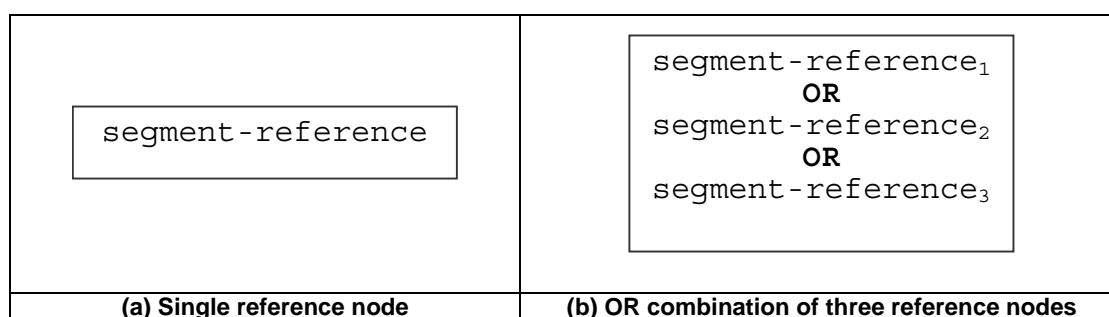 segment-reference
segment-reference₁
OR
segment-reference₂
OR
segment-reference₃
(a) Single reference node
(b) OR combination of three reference nodes